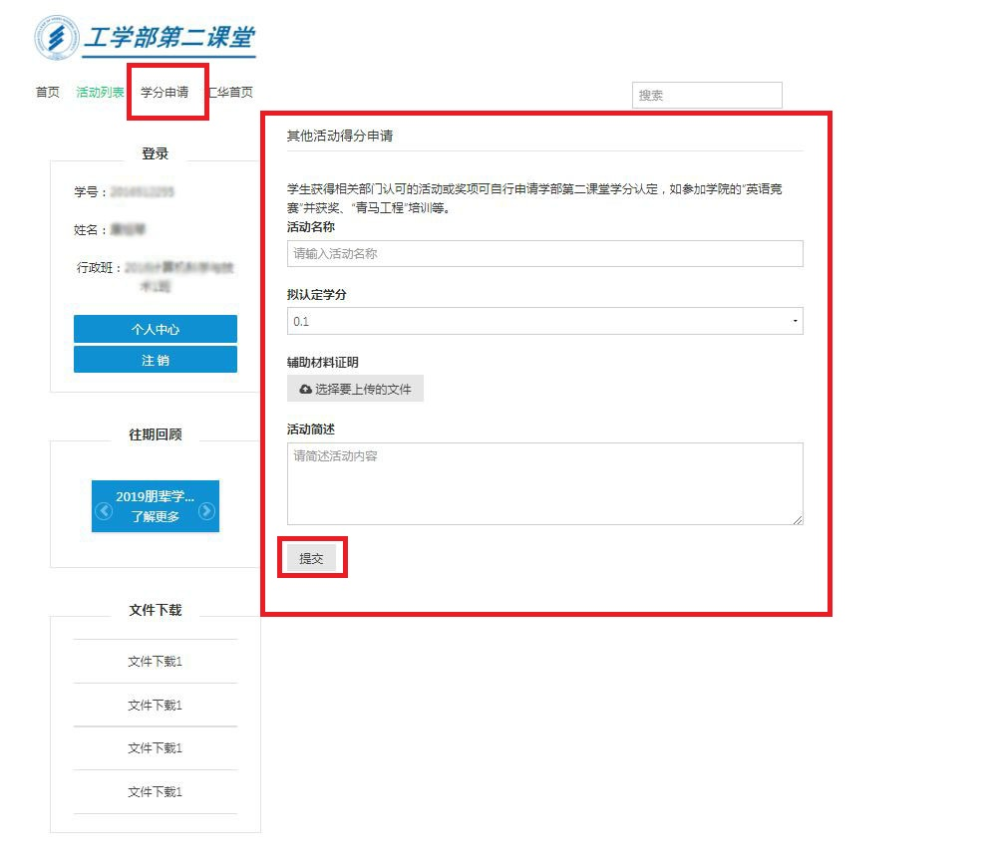 工学部第二课堂
首页 活动列表 学分申请 工华首页
搜索
登录
学号：
姓名：
行政班：
个人中心
注 销
往期回顾
2019朋辈学...
了解更多
文件下载
文件下载1
文件下载1
文件下载1
文件下载1
其他活动得分申请
学生获得相关部门认可的活动或奖项可自行申请学部第二课堂学分认定，如参加学院的“英语竞
赛”并获奖、“青马工程”培训等。
活动名称
请输入活动名称
拟认定学分
0.1
辅助材料证明
选择要上传的文件
活动简述
请简述活动内容
提交